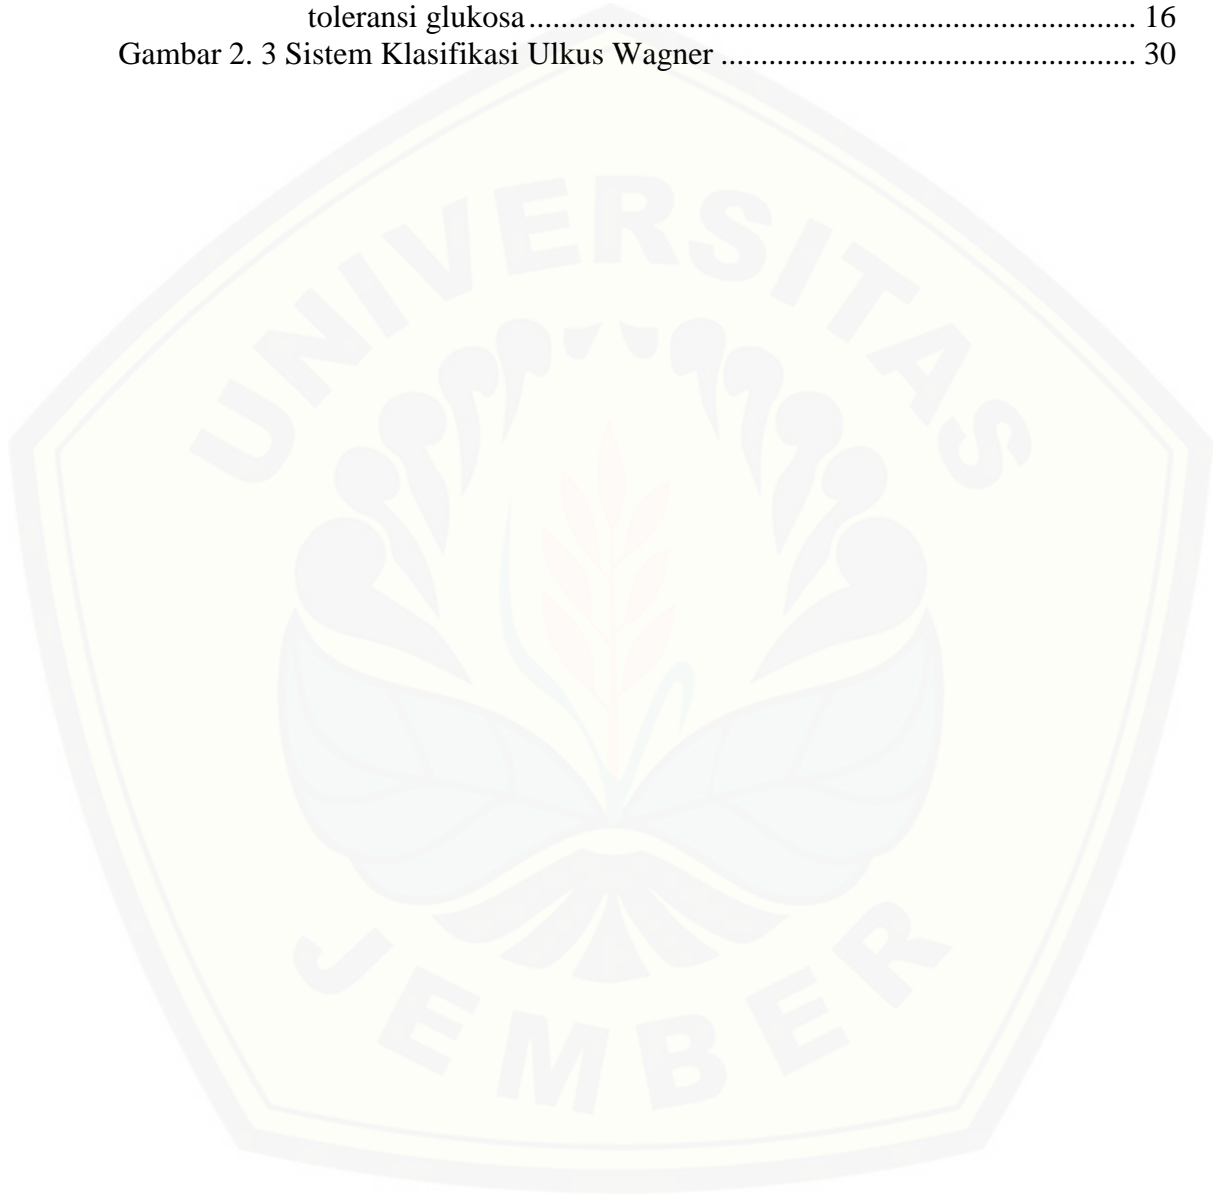 toleransi glukosa............................................................................ 16
Gambar 2. 3 Sistem Klasifikasi Ulkus Wagner .................................................... 30
UNIVERSITAS
JEMBER